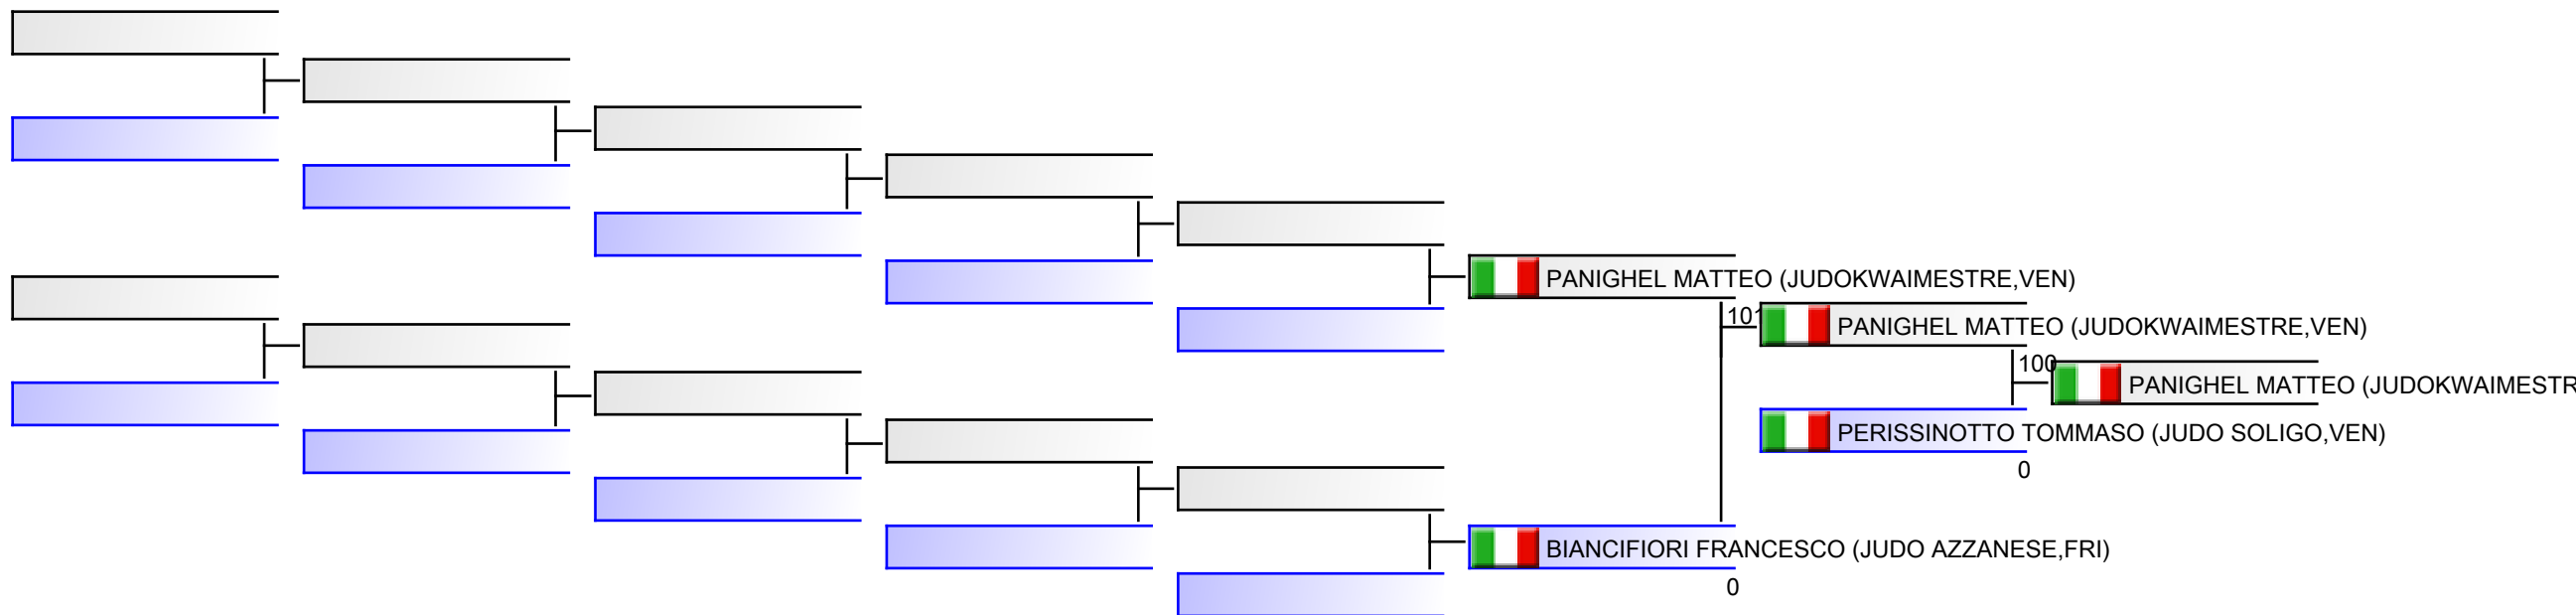 PANIGHEL MATTEO (JUDOKWAIMESTRE,VEN)
101
PANIGHEL MATTEO (JUDOKWAIMESTRE,VEN)
100
PANIGHEL MATTEO (JUDOKWAIMESTR
PERISSINOTTO TOMMASO (JUDO SOLIGO,VEN)
0
BIANCIFIORI FRANCESCO (JUDO AZZANESE,FRI)
0